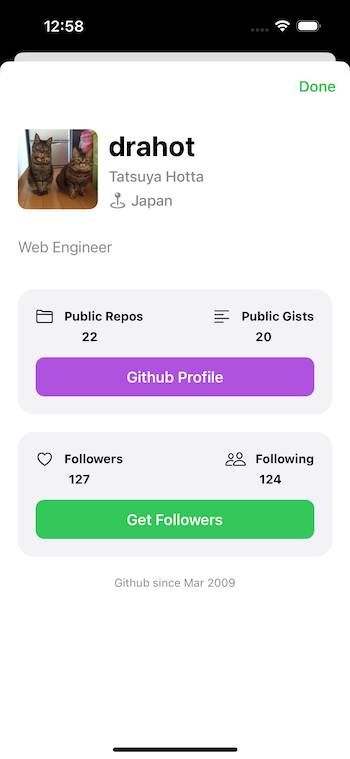 12:58
Done
drahot
Tatsuya Hotta
Japan
Web Engineer
Public Repos
22
Public Gists
20
Github Profile
Followers
127
Following
124
Get Followers
Github since Mar 2009